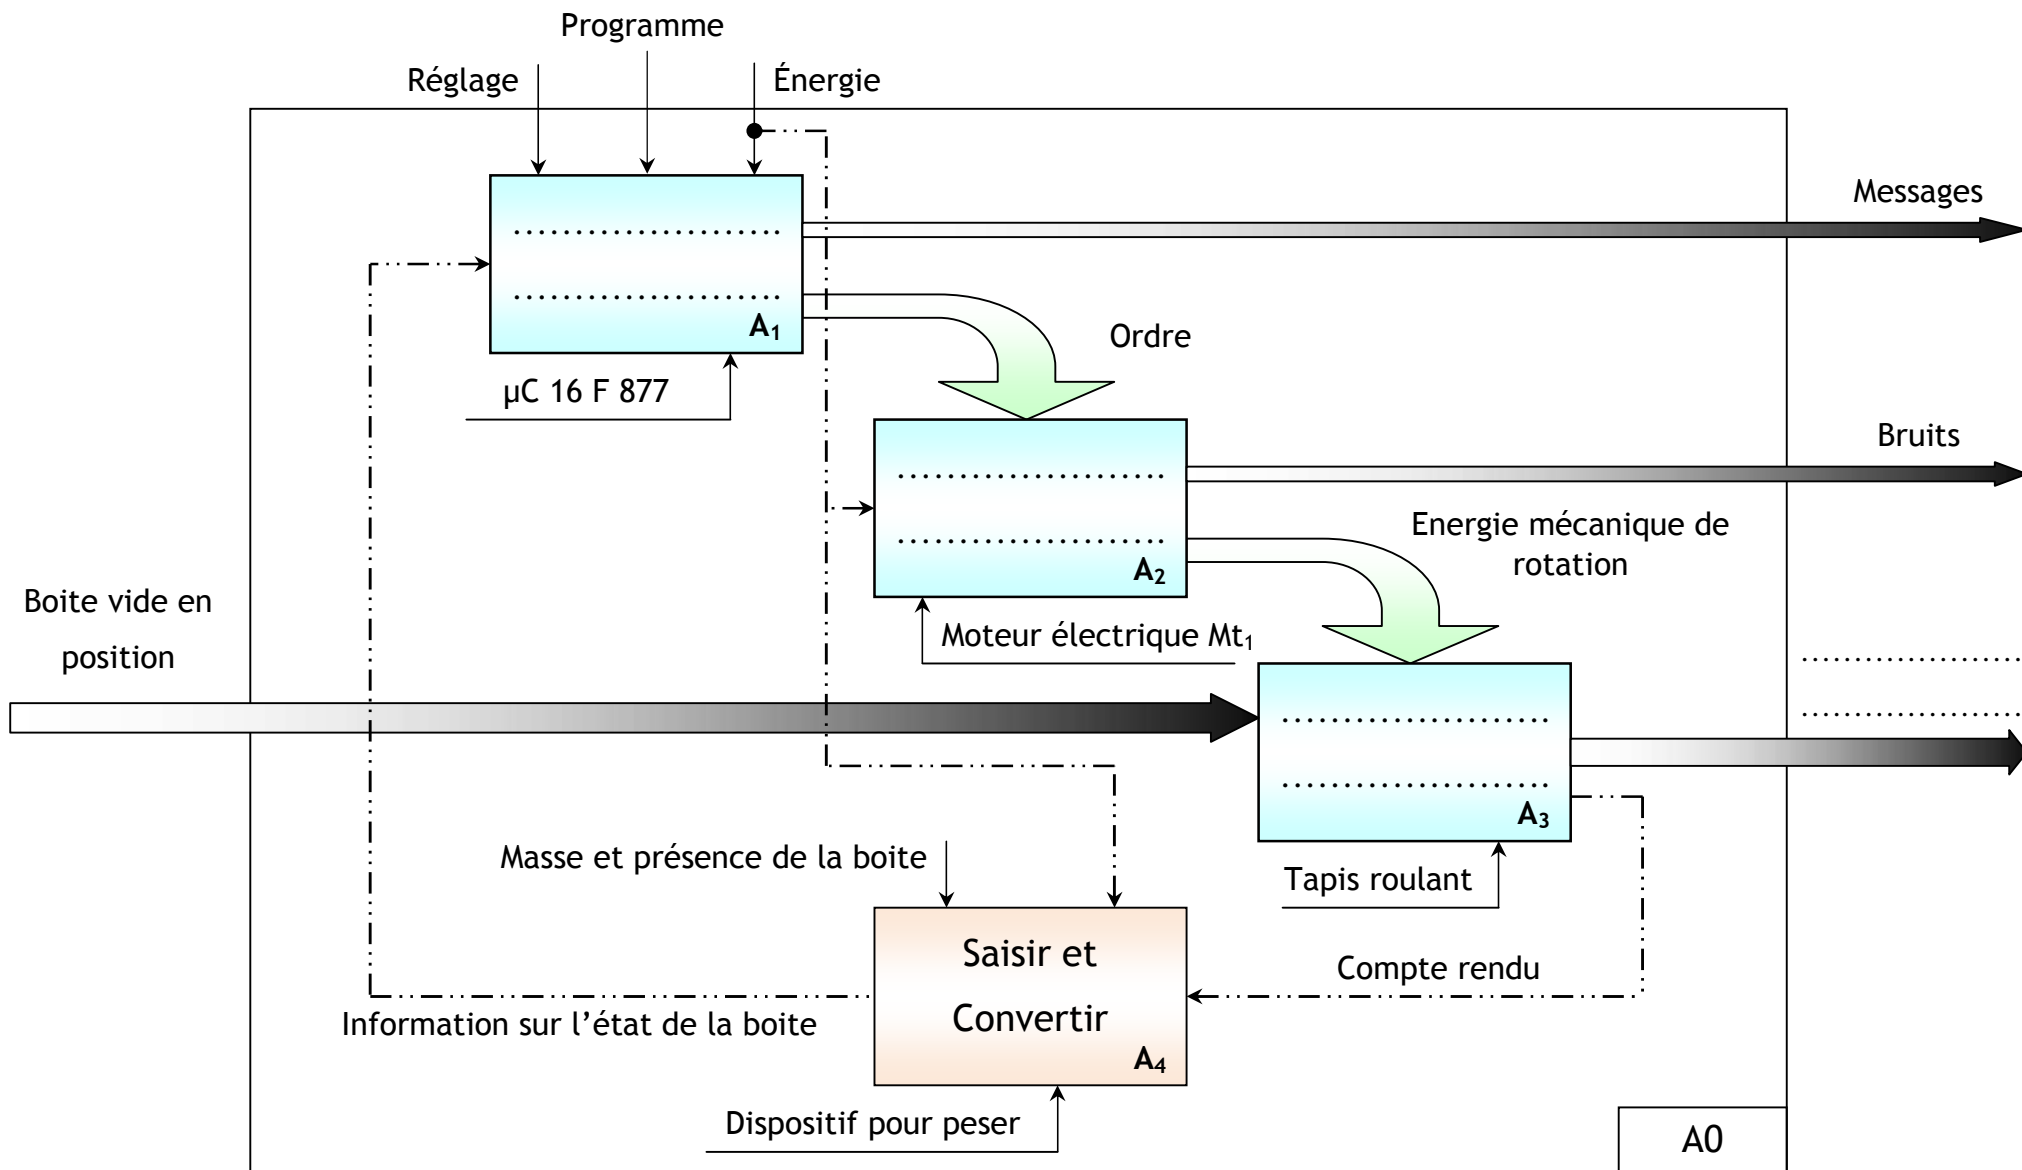 Programme
Réglage
Énergie
Messages
A1
Ordre
µC 16 F 877
Bruits
Energie mécanique de
rotation
A2
Boite vide en
position
Moteur électrique Mt1
A3
Masse et présence de la boite
Tapis roulant
Saisir et
Convertir
A4
Compte rendu
Information sur l’état de la boite
Dispositif pour peser
A0